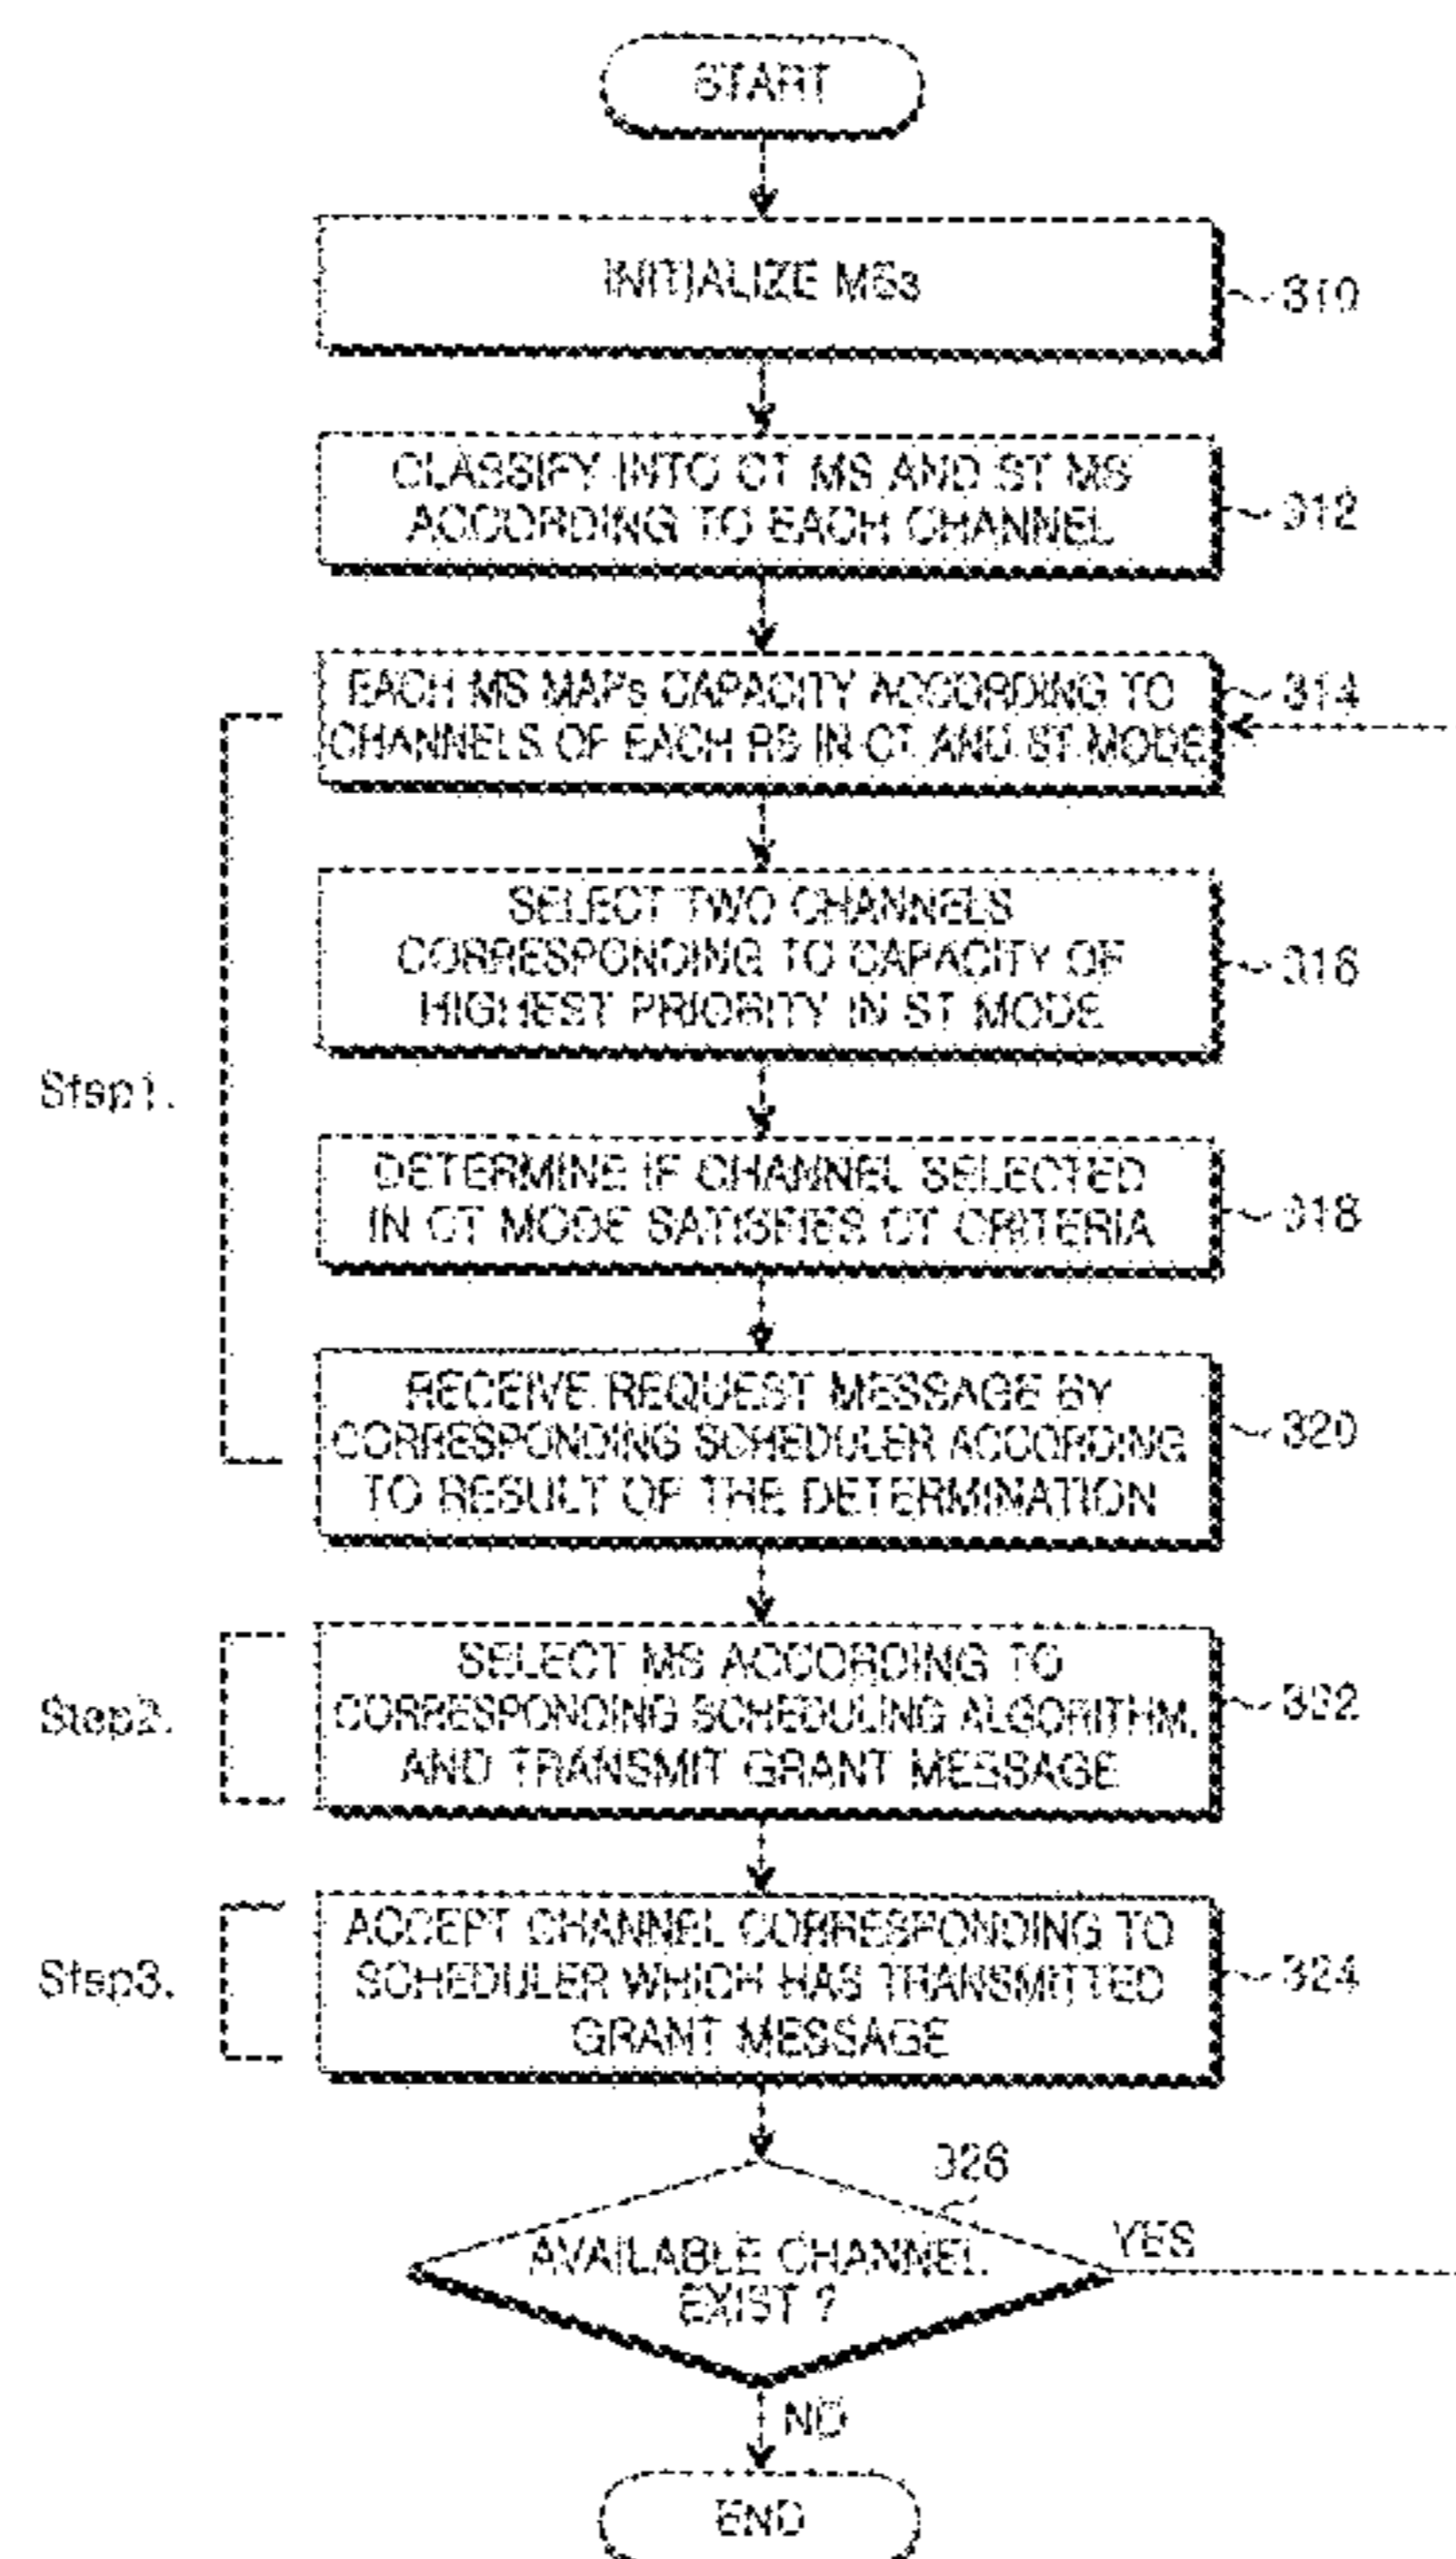 START
INITIALIZE MSs
310
CLASSIFY INTO CT MS AND ST MS
ACCORDING TO EACH CHANNEL
312
EACH MS MAPs CAPACITY ACCORDING TO
CHANNELS OF EACH RB IN CT AND ST MODE
314
SELECT TWO CHANNELS
CORRESPONDING TO CAPACITY OF
HIGHEST PRIORITY IN ST MODE
316
Step1.
DETERMINE IF CHANNEL SELECTED
IN CT MODE SATISFIES CT CRITERIA
318
RECEIVE REQUEST MESSAGE BY
CORRESPONDING SCHEDULER ACCORDING
TO RESULT OF THE DETERMINATION
320
Step2.
SELECT MS ACCORDING TO
CORRESPONDING SCHEDULING ALGORITHM,
AND TRANSMIT GRANT MESSAGE
322
Step3.
ACCEPT CHANNEL CORRESPONDING TO
SCHEDULER WHICH HAS TRANSMITTED
GRANT MESSAGE
324
326
AVAILABLE CHANNEL
EXIST ?
YES
NO
END